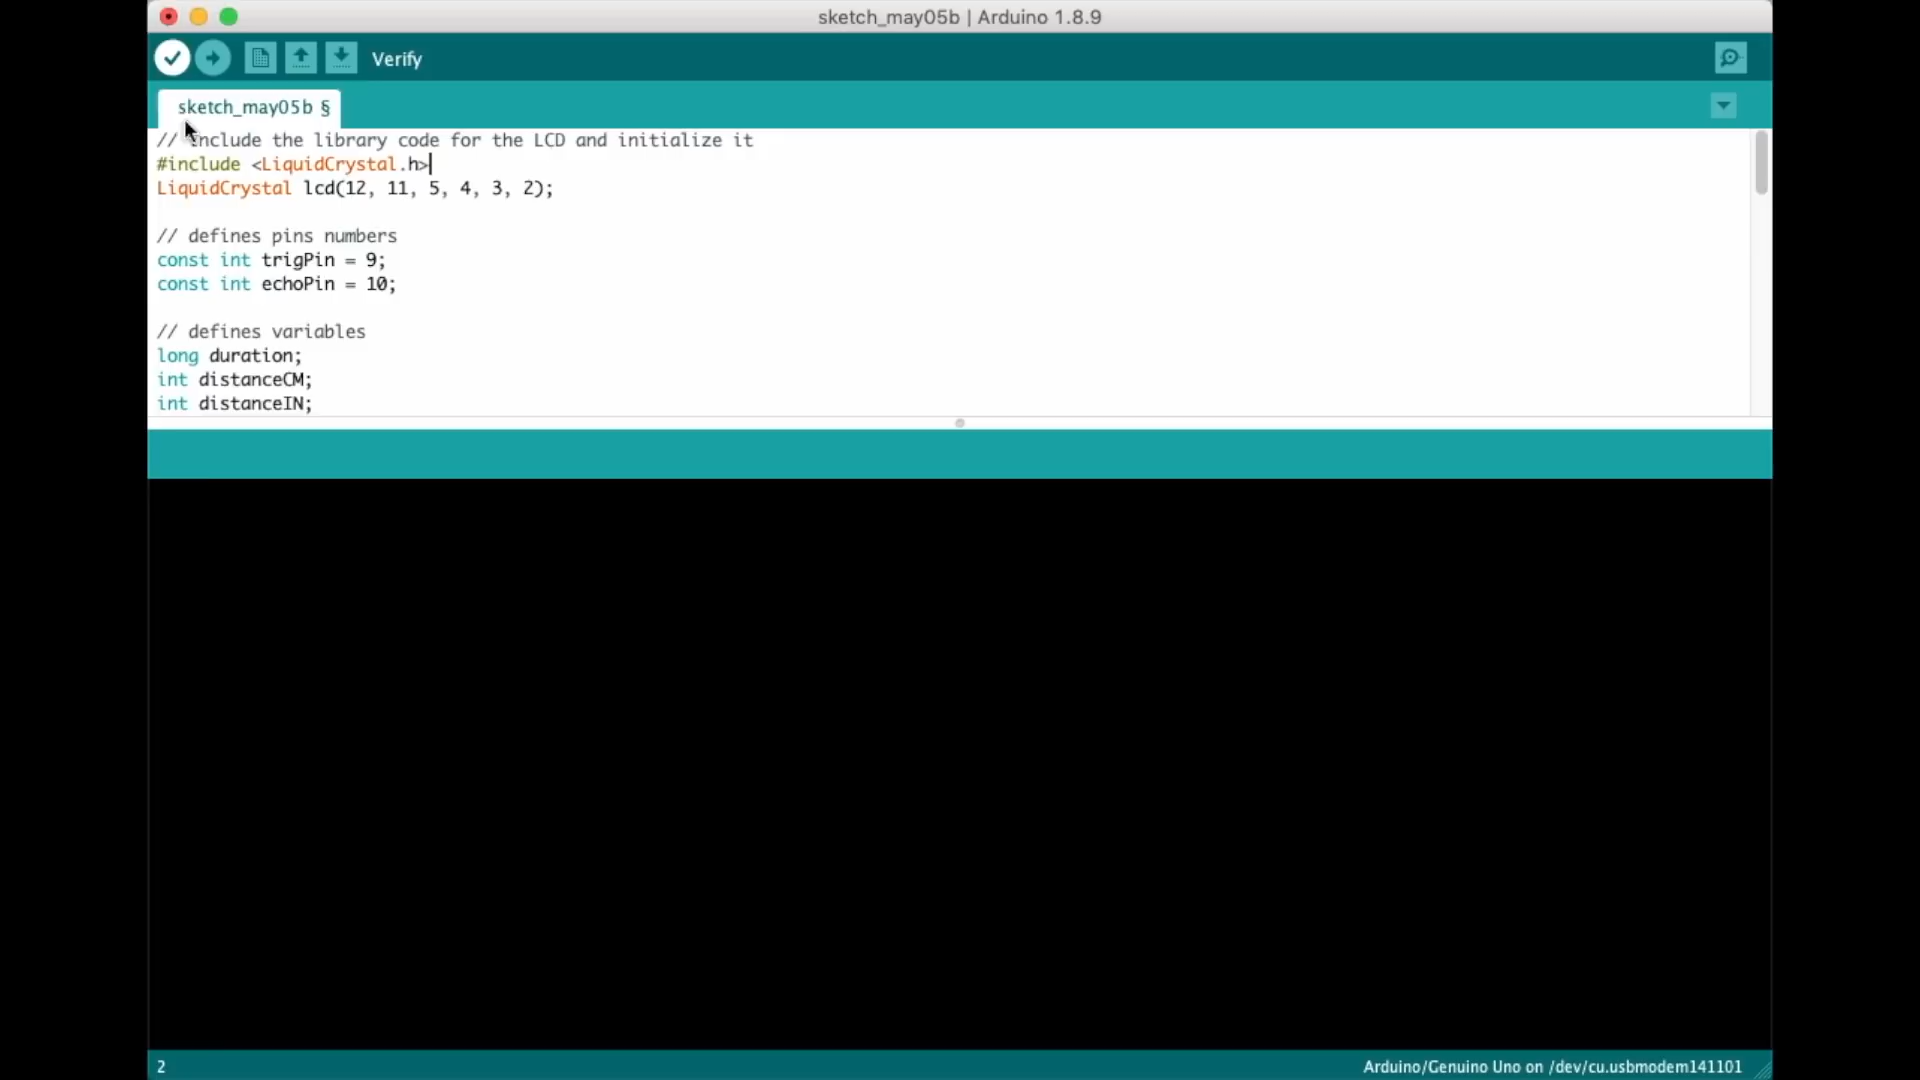 sketch_may05b | Arduino 1.8.9
Verify
sketch_may05b §
// include the library code for the LCD and initialize it
#include <LiquidCrystal.h>
LiquidCrystal lcd(12, 11, 5, 4, 3, 2);
// defines pins numbers
const int trigPin = 9;
const int echoPin = 10;
// defines variables
long duration;
int distanceCM;
int distanceIN;
2
Arduino/Genuino Uno on /dev/cu.usbmodem141101